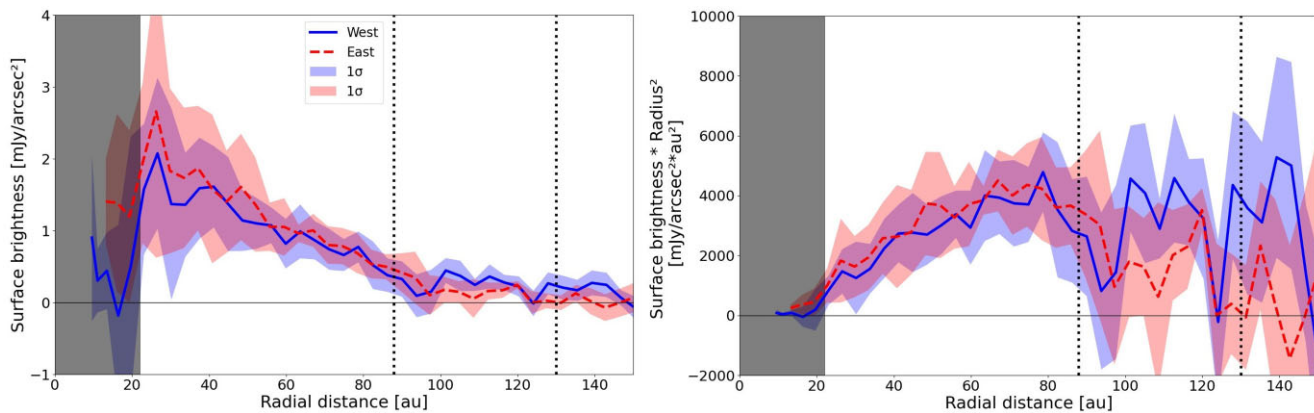 Surface brightness [mJy/arcsec²]
4
3
2
1
0
−1
West
East
1σ
1σ
0 20 40 60 80 100 120 140
Radial distance [au]
Surface brightness * Radius²
[mJy/arcsec²*au²]
10000
8000
6000
4000
2000
0
−2000
0 20 40 60 80 100 120 140
Radial distance [au]